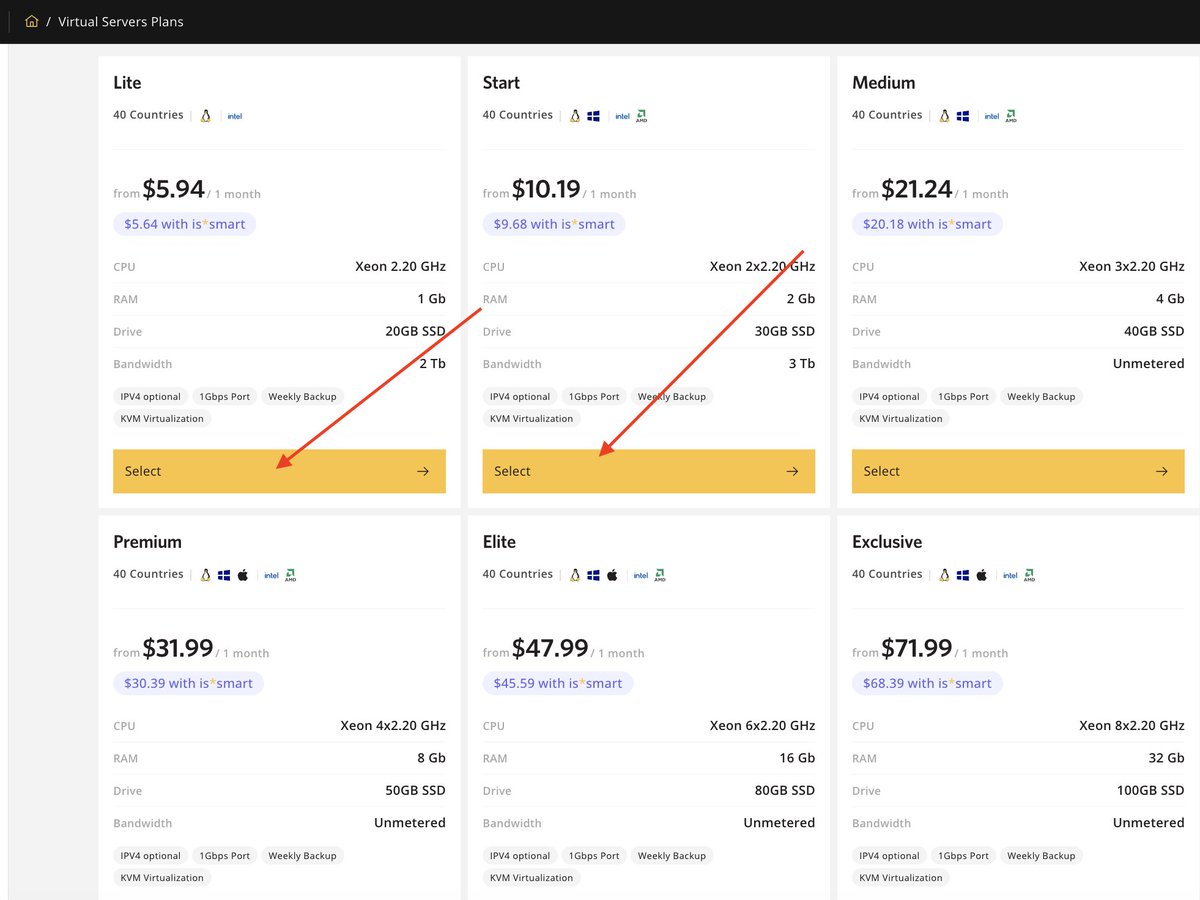 / Virtual Servers Plans
Lite
40 Countries intel
from $5.94 / 1 month
$5.64 with is*smart
CPU Xeon 2.20 GHz
RAM 1 Gb
Drive 20GB SSD
Bandwidth 2 Tb
IPV4 optional 1Gbps Port Weekly Backup
KVM Virtualization
Select →
Start
40 Countries intel AMD
from $10.19 / 1 month
$9.68 with is*smart
CPU Xeon 2x2.20 GHz
RAM 2 Gb
Drive 30GB SSD
Bandwidth 3 Tb
IPV4 optional 1Gbps Port Weekly Backup
KVM Virtualization
Select →
Medium
40 Countries intel AMD
from $21.24 / 1 month
$20.18 with is*smart
CPU Xeon 3x2.20 GHz
RAM 4 Gb
Drive 40GB SSD
Bandwidth Unmetered
IPV4 optional 1Gbps Port Weekly Backup
KVM Virtualization
Select →
Premium
40 Countries intel AMD
from $31.99 / 1 month
$30.39 with is*smart
CPU Xeon 4x2.20 GHz
RAM 8 Gb
Drive 50GB SSD
Bandwidth Unmetered
IPV4 optional 1Gbps Port Weekly Backup
KVM Virtualization
Elite
40 Countries intel AMD
from $47.99 / 1 month
$45.59 with is*smart
CPU Xeon 6x2.20 GHz
RAM 16 Gb
Drive 80GB SSD
Bandwidth Unmetered
IPV4 optional 1Gbps Port Weekly Backup
KVM Virtualization
Exclusive
40 Countries intel AMD
from $71.99 / 1 month
$68.39 with is*smart
CPU Xeon 8x2.20 GHz
RAM 32 Gb
Drive 100GB SSD
Bandwidth Unmetered
IPV4 optional 1Gbps Port Weekly Backup
KVM Virtualization